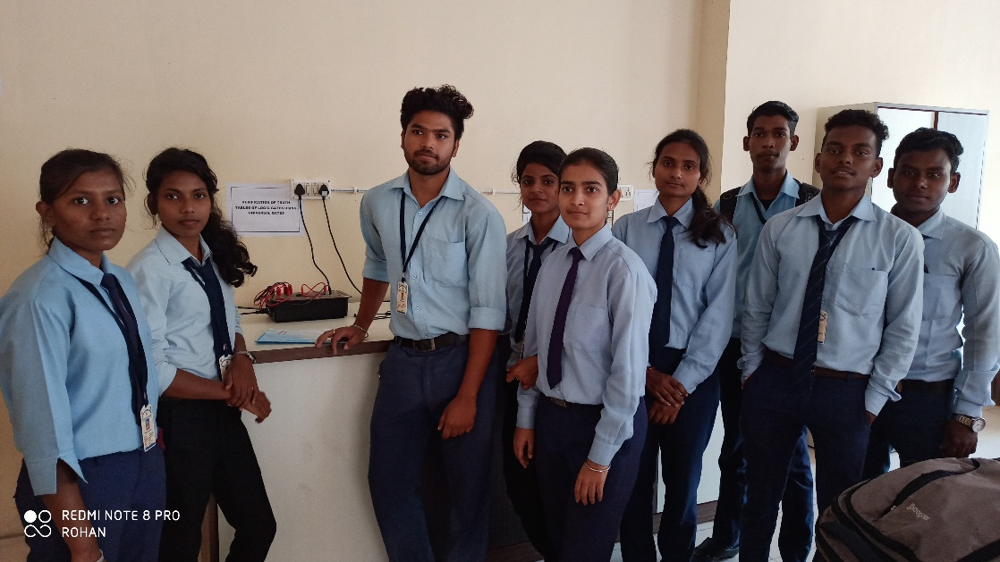 VERIFICATION OF TRUTH
TABLES OF LOGIC GATES USING
UNIVERSAL GATES
REDMI NOTE 8 PRO
ROHAN